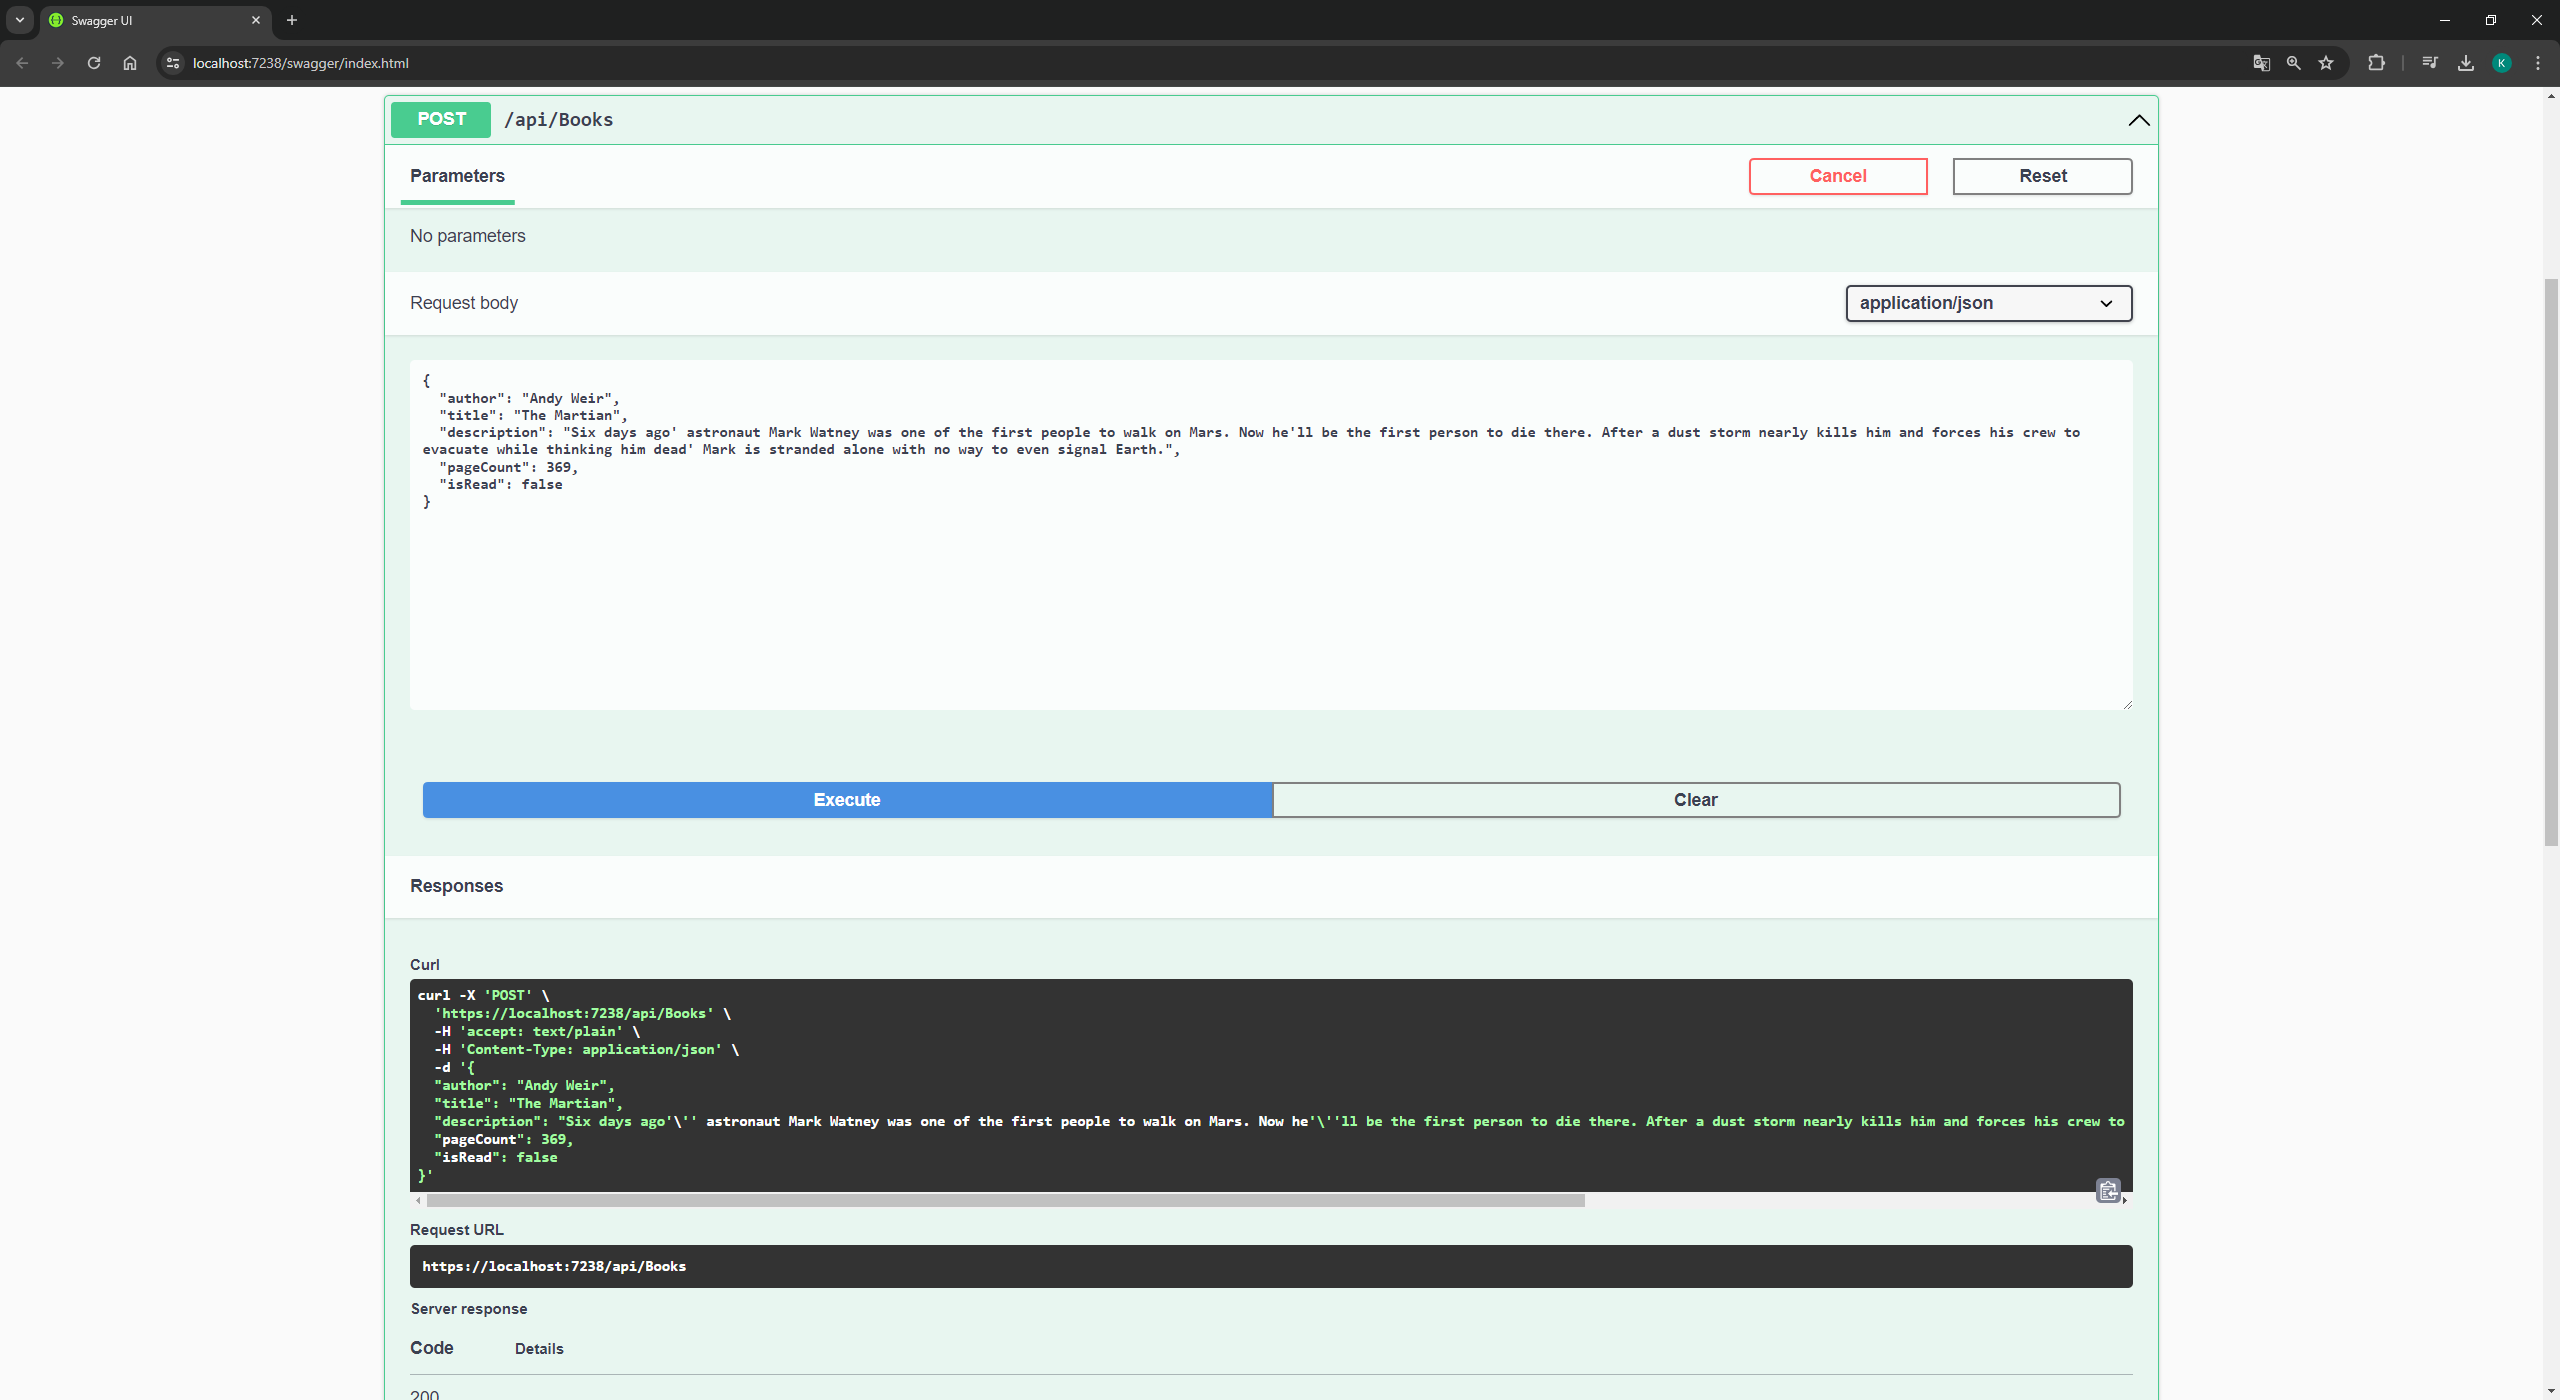 Swagger UI
localhost:7238/swagger/index.html
K
POST /api/Books
Parameters
Cancel
Reset
No parameters
Request body
application/json
{
"author": "Andy Weir",
"title": "The Martian",
"description": "Six days ago' astronaut Mark Watney was one of the first people to walk on Mars. Now he'll be the first person to die there. After a dust storm nearly kills him and forces his crew to
evacuate while thinking him dead' Mark is stranded alone with no way to even signal Earth.",
"pageCount": 369,
"isRead": false
}
Execute
Clear
Responses
Curl
curl -X 'POST' \
'https://localhost:7238/api/Books' \
-H 'accept: text/plain' \
-H 'Content-Type: application/json' \
-d '{
"author": "Andy Weir",
"title": "The Martian",
"description": "Six days ago'\'' astronaut Mark Watney was one of the first people to walk on Mars. Now he'\''ll be the first person to die there. After a dust storm nearly kills him and forces his crew to
"pageCount": 369,
"isRead": false
}'
Request URL
https://localhost:7238/api/Books
Server response
Code Details
200